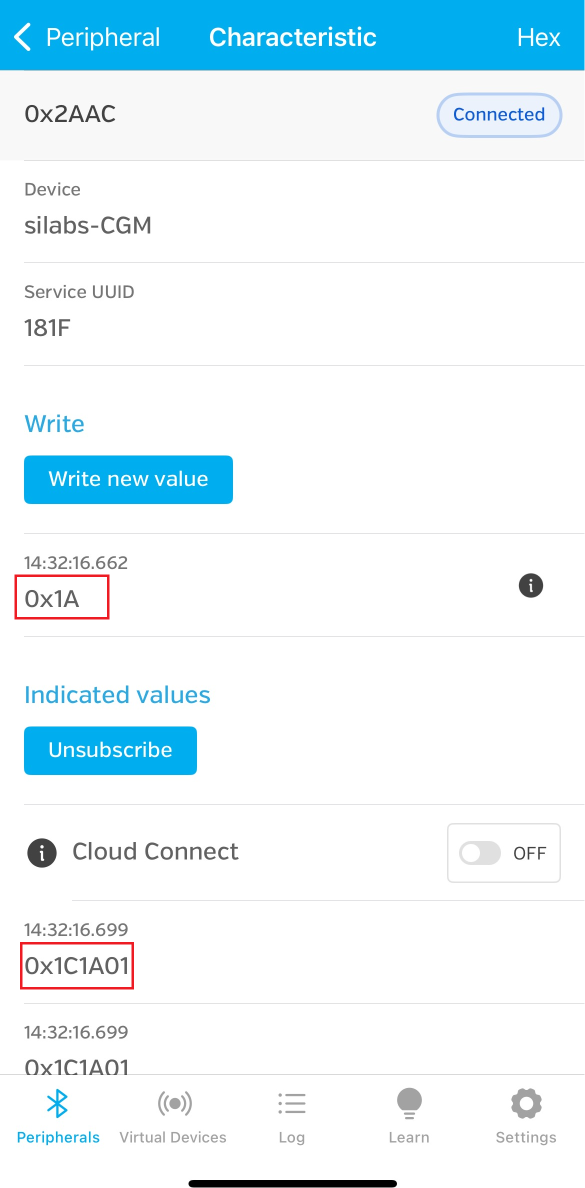 Peripheral Characteristic Hex
0x2AAC Connected
Device
silabs-CGM
Service UUID
181F
Write
Write new value
14:32:16.662
0x1A
Indicated values
Unsubscribe
Cloud Connect OFF
14:32:16.699
0x1C1A01
14:32:16.699
0x1C1A01
Peripherals Virtual Devices Log Learn Settings